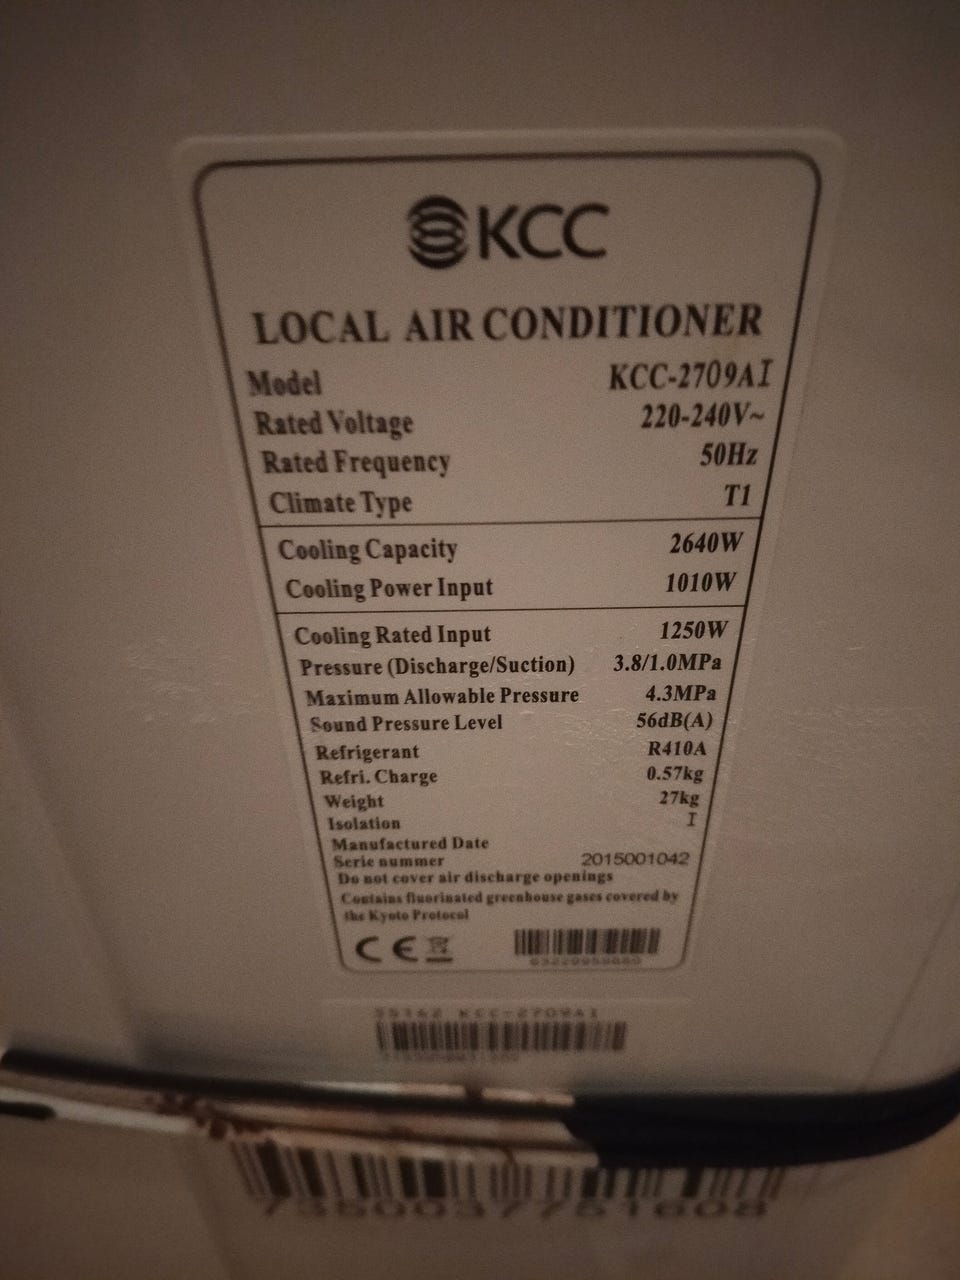 KCC
LOCAL AIR CONDITIONER
Model KCC-2709AI
Rated Voltage 220-240V~
Rated Frequency 50Hz
Climate Type T1
Cooling Capacity 2640W
Cooling Power Input 1010W
Cooling Rated Input 1250W
Pressure (Discharge/Suction) 3.8/1.0MPa
Maximum Allowable Pressure 4.3MPa
Sound Pressure Level 56dB(A)
Refrigerant R410A
Refri. Charge 0.57kg
Weight 27kg
Isolation I
Manufactured Date
Serie nummer 2015001042
Do not cover air discharge openings
Contains fluorinated greenhouse gases covered by
the Kyoto Protocol
CE
KCC-2709AI
7350037751608